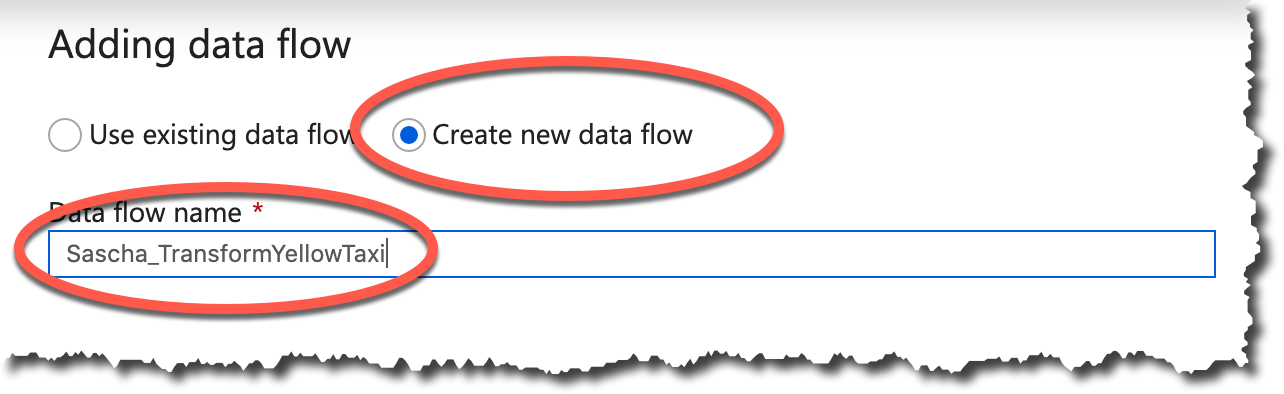 Adding data flow
Use existing data flow Create new data flow
Data flow name *
Sascha_TransformYellowTaxi